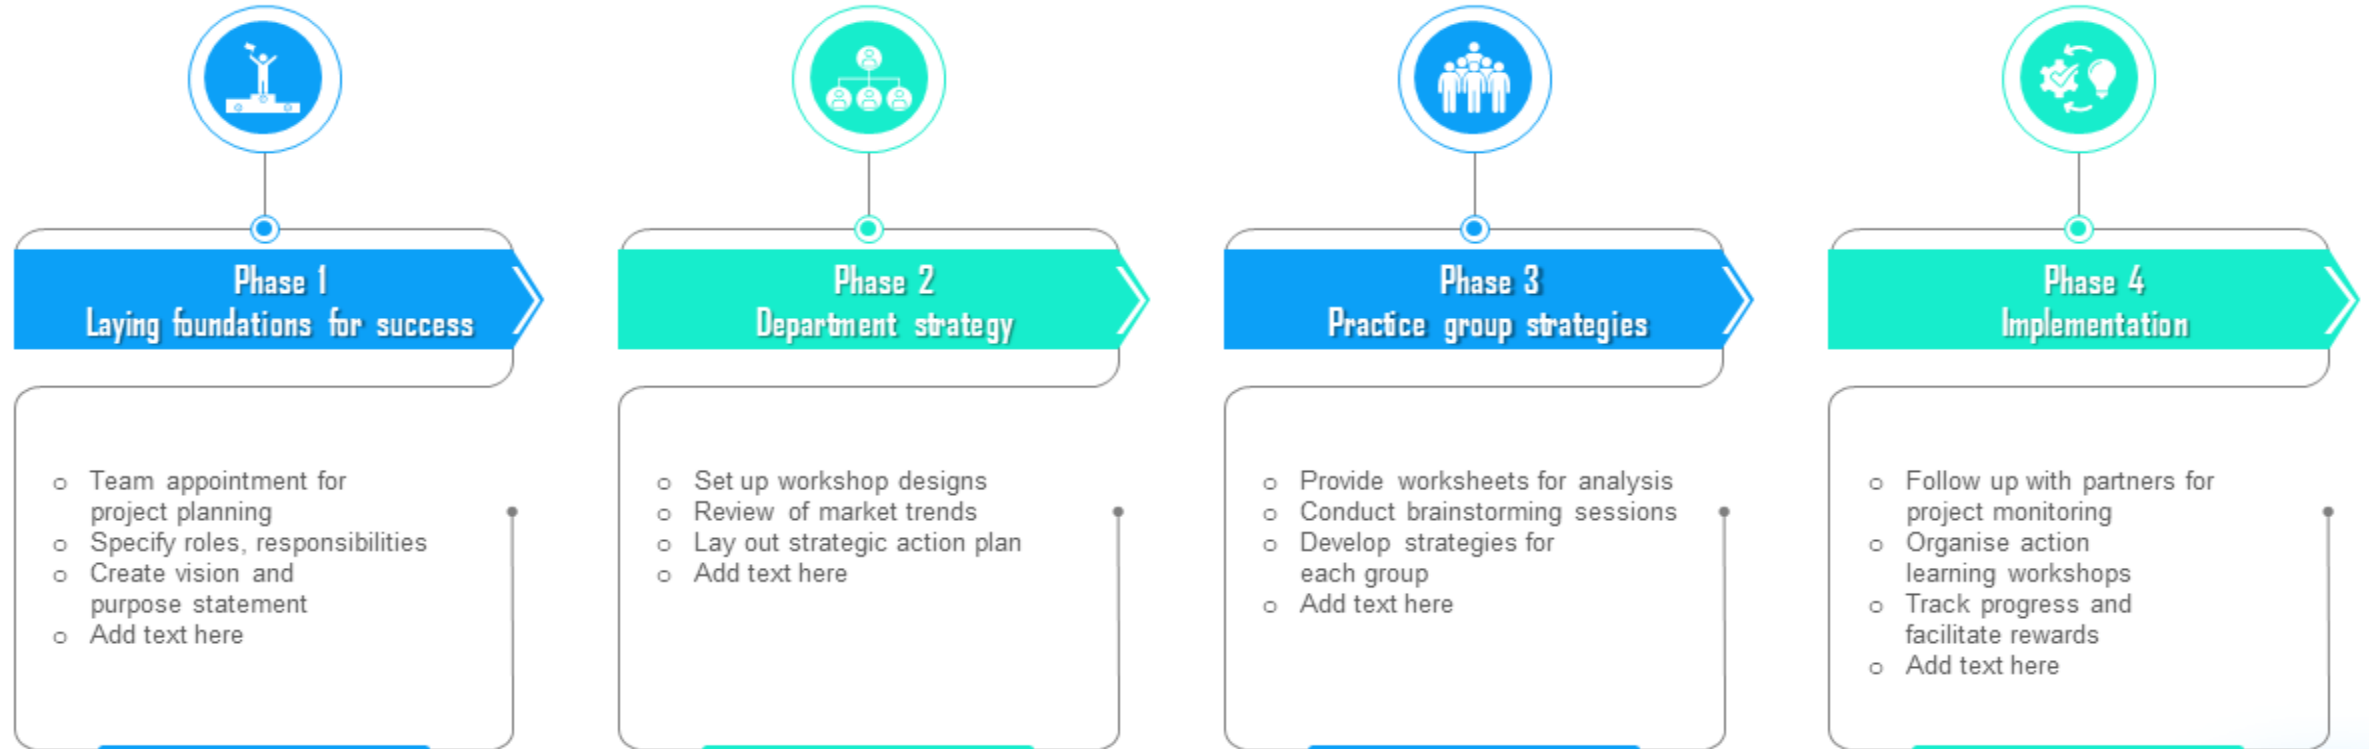 Phase 1
Laying foundations for success
Team appointment for
project planning
Specify roles, responsibilities
Create vision and
purpose statement
Add text here
Phase 2
Department strategy
Set up workshop designs
Review of market trends
Lay out strategic action plan
Add text here
Phase 3
Practice group strategies
Provide worksheets for analysis
Conduct brainstorming sessions
Develop strategies for
each group
Add text here
Phase 4
Implementation
Follow up with partners for
project monitoring
Organise action
learning workshops
Track progress and
facilitate rewards
Add text here